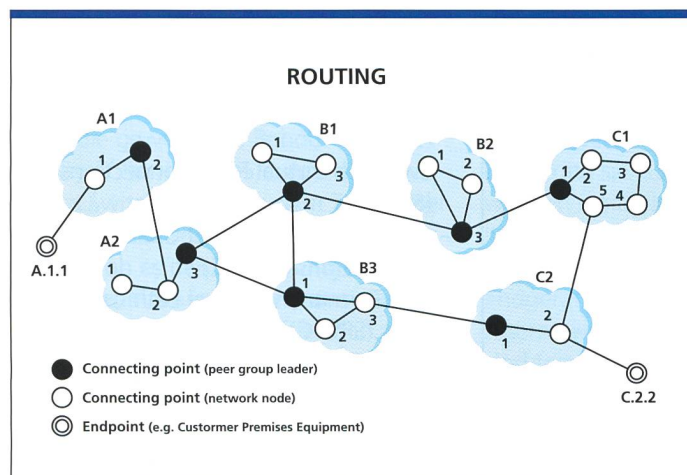 ROUTING
A1
1
2
B1
1
3
2
B2
1
2
3
C1
1
2
3
5
4
A.1.1
A2
1
2
3
B3
1
2
3
C2
1
2
C.2.2
Connecting point (peer group leader)
Connecting point (network node)
Endpoint (e.g. Custormer Premises Equipment)